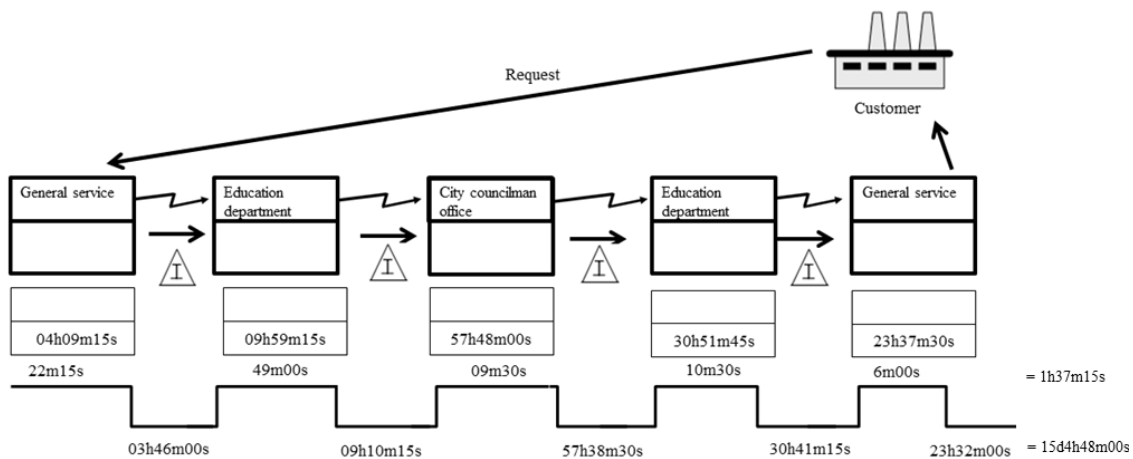 Request
Customer
General service
Education
department
City councilman
office
Education
department
General service
I
I
I
I
04h09m15s
09h59m15s
57h48m00s
30h51m45s
23h37m30s
22m15s
49m00s
09m30s
10m30s
6m00s
= 1h37m15s
03h46m00s
09h10m15s
57h38m30s
30h41m15s
23h32m00s
= 15d4h48m00s